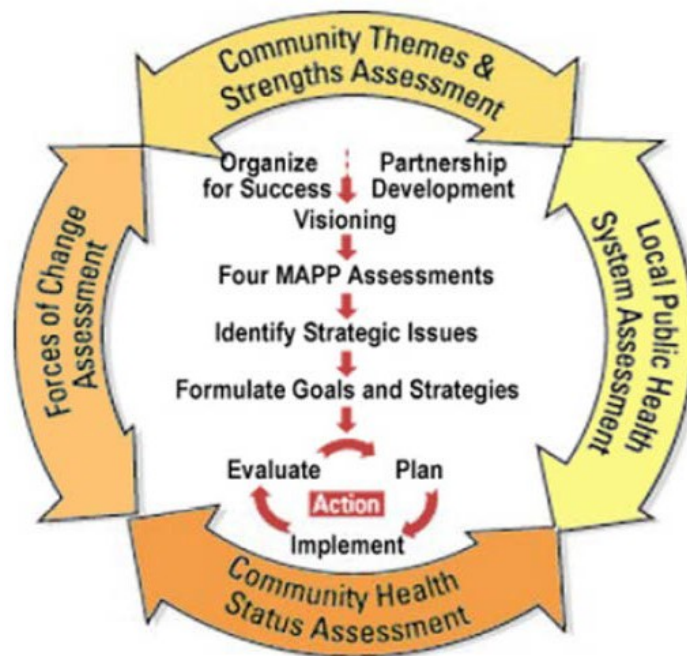 Community Themes &
Strengths Assessment
Organize Partnership
for Success Development
Visioning
Four MAPP Assessments
Identify Strategic Issues
Formulate Goals and Strategies
Evaluate Plan
Action
Implement
Forces of Change
Assessment
Local Public Health
System Assessment
Community Health
Status Assessment